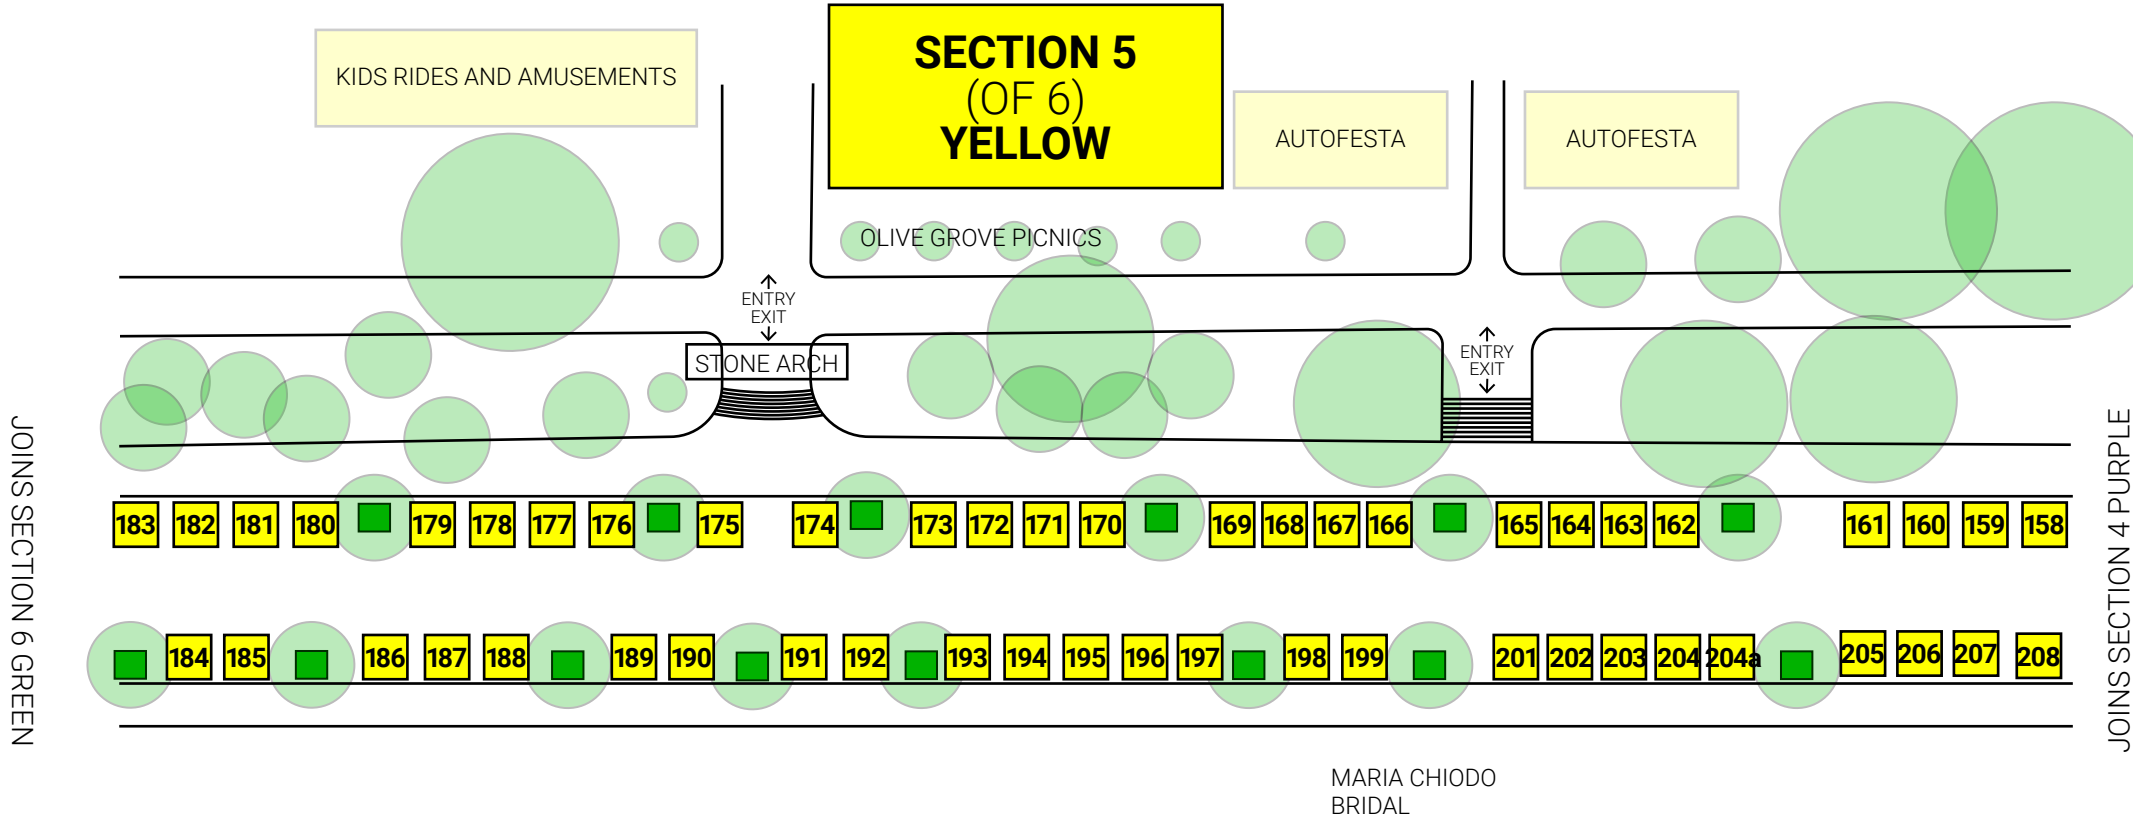 SECTION 5
(OF 6)
YELLOW
KIDS RIDES AND AMUSEMENTS
AUTOFESTA
AUTOFESTA
OLIVE GROVE PICNICS
ENTRY
EXIT
STONE ARCH
ENTRY
EXIT
JOINS SECTION 6 GREEN
JOINS SECTION 4 PURPLE
183 182 181 180 179 178 177 176 175 174 173 172 171 170 169 168 167 166 165 164 163 162 161 160 159 158
184 185 186 187 188 189 190 191 192 193 194 195 196 197 198 199 201 202 203 204 204a 205 206 207 208
MARIA CHIODO
BRIDAL